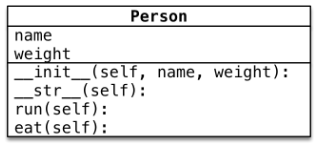 Person
name
weight
__init__(self, name, weight):
__str__(self):
run(self):
eat(self):